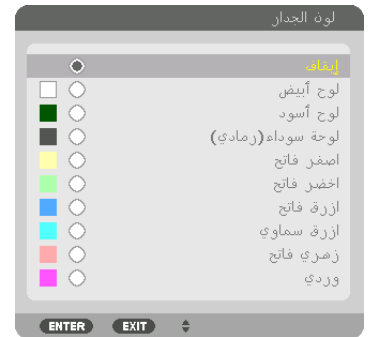 لون الجدار
إيقاف
لوح أبيض
لوح أسود
لوحة سوداء(رمادي)
اصفر فاتح
اخضر فاتح
ازرق فاتح
ازرق سماوي
زهري فاتح
وردي
ENTER EXIT